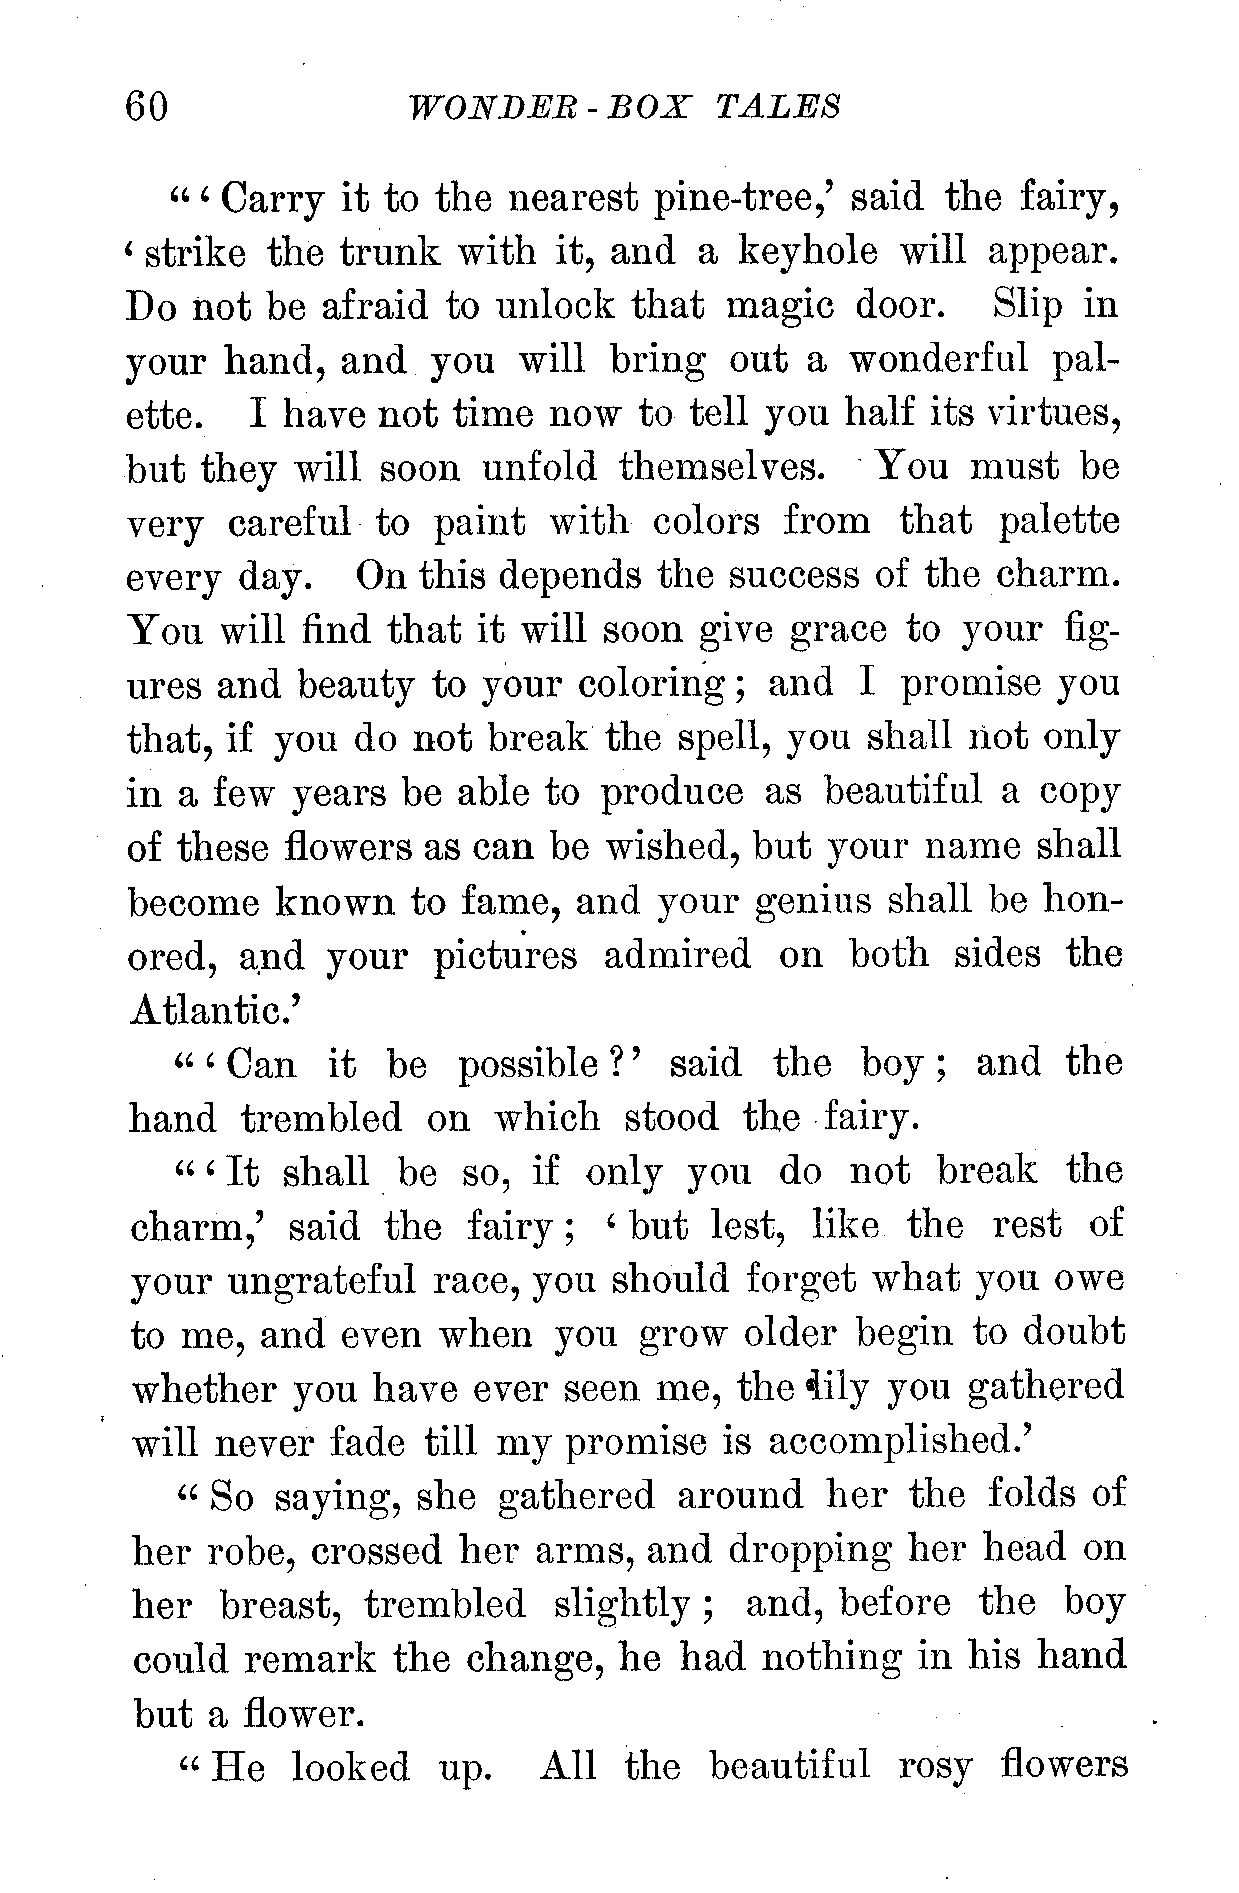 60 WONDER-BOX TALES
"'Carry it to the nearest pine-tree,' said the fairy,
'strike the trunk with it, and a keyhole will appear.
Do not be afraid to unlock that magic door. Slip in
your hand, and you will bring out a wonderful pal-
ette. I have not time now to tell you half its virtues,
but they will soon unfold themselves. You must be
very careful to paint with colors from that palette
every day. On this depends the success of the charm.
You will find that it will soon give grace to your fig-
ures and beauty to your coloring; and I promise you
that, if you do not break the spell, you shall not only
in a few years be able to produce as beautiful a copy
of these flowers as can be wished, but your name shall
become known to fame, and your genius shall be hon-
ored, and your pictures admired on both sides the
Atlantic.'
"'Can it be possible?' said the boy; and the
hand trembled on which stood the fairy.
"'It shall be so, if only you do not break the
charm,' said the fairy; 'but lest, like the rest of
your ungrateful race, you should forget what you owe
to me, and even when you grow older begin to doubt
whether you have ever seen me, the lily you gathered
will never fade till my promise is accomplished.'
"So saying, she gathered around her the folds of
her robe, crossed her arms, and dropping her head on
her breast, trembled slightly; and, before the boy
could remark the change, he had nothing in his hand
but a flower.
"He looked up. All the beautiful rosy flowers